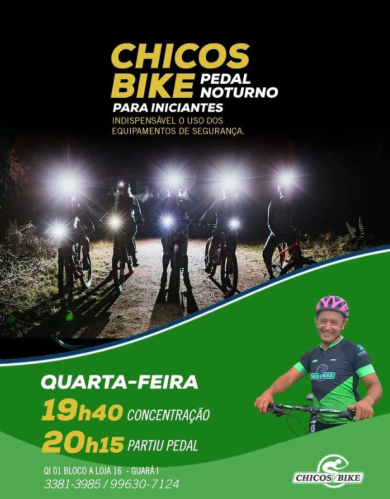 CHICOS
BIKE PEDAL
NOTURNO
PARA INICIANTES
INDISPENSÁVEL O USO DOS
EQUIPAMENTOS DE SEGURANÇA.
QUARTA-FEIRA
19h40 CONCENTRAÇÃO
20h15 PARTIU PEDAL
QI 01 BLOCO A LOJA 16 - GUARÁ I
3381-3985 / 99630-7124
CHICOS BIKE